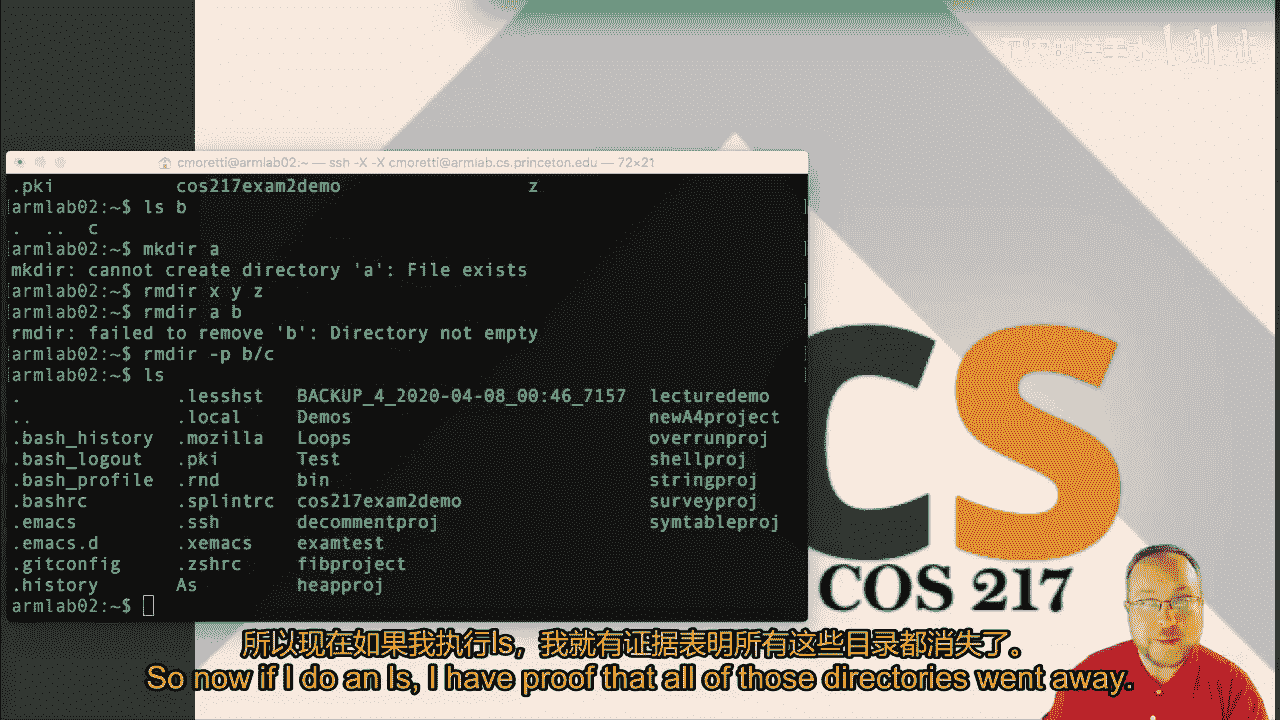 cmoretti@armlab02:~ — ssh -X -X cmoretti@armlab.cs.princeton.edu — 72×21
.pki cos217exam2demo z
armlab02:~$ ls b
. .. c
armlab02:~$ mkdir a
mkdir: cannot create directory 'a': File exists
armlab02:~$ rmdir x y z
armlab02:~$ rmdir a b
rmdir: failed to remove 'b': Directory not empty
armlab02:~$ rmdir -p b/c
armlab02:~$ ls
. .lesshst BACKUP_4_2020-04-08_00:46_7157 lecturedemo
.. .local Demos newA4project
.bash_history .mozilla Loops overrunproj
.bash_logout .pki Test shellproj
.bash_profile .rnd bin stringproj
.bashrc .splintrc cos217exam2demo surveyproj
.emacs .ssh decommentproj symtableproj
.emacs.d .xemacs examtest
.gitconfig .zshrc fibproject
.history As heapproj
armlab02:~$
CS
COS 217
所以现在如果我执行ls，我就有证据表明所有这些目录都消失了。
So now if I do an ls, I have proof that all of those directories went away.